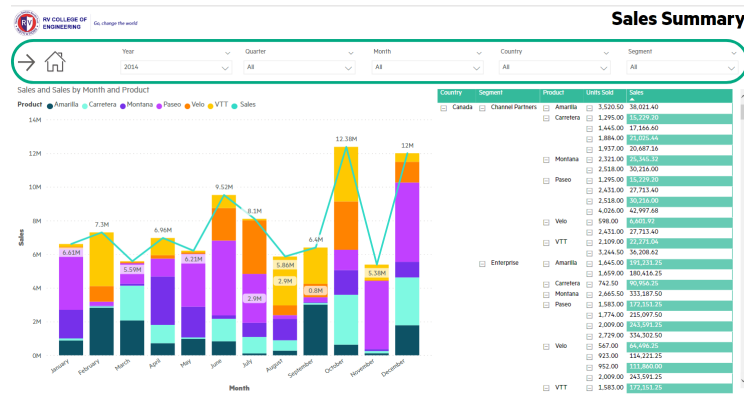 RV COLLEGE OF
ENGINEERING
Go, change the world
Sales Summary
Year Quarter Month Country Segment
2014 All All All All
Sales and Sales by Month and Product
Product Amarilla Carretera Montana Paseo Velo VTT Sales
14M
12M
10M
8M
6M
4M
2M
0M
Sales
6.61M
7.3M
5.59M
6.96M
6.21M
9.52M
8.1M
2.9M
5.86M
2.9M
6.4M
0.8M
12.38M
5.38M
12M
January
February
March
April
May
June
July
August
September
October
November
December
Month
Country Segment Product Units Sold Sales
Canada Channel Partners Amarilla 3,520.50 38,021.40
Carretera 1,295.00 15,229.20
1,445.00 17,166.60
1,884.00 21,025.44
1,937.00 20,687.16
Montana 2,321.00 25,345.32
2,518.00 30,216.00
Paseo 1,295.00 15,229.20
2,431.00 27,713.40
2,518.00 30,216.00
4,026.00 42,997.68
Velo 598.00 6,601.92
2,431.00 27,713.40
VTT 2,109.00 22,271.04
3,244.50 36,208.62
Enterprise Amarilla 1,645.00 191,231.25
1,659.00 180,416.25
Carretera 742.50 90,956.25
Montana 2,665.50 333,187.50
Paseo 1,583.00 172,351.25
1,774.00 215,097.50
2,009.00 243,591.25
2,729.00 334,302.50
Velo 567.00 64,496.25
923.00 114,221.25
952.00 111,860.00
2,009.00 243,591.25
VTT 1,583.00 172,351.25